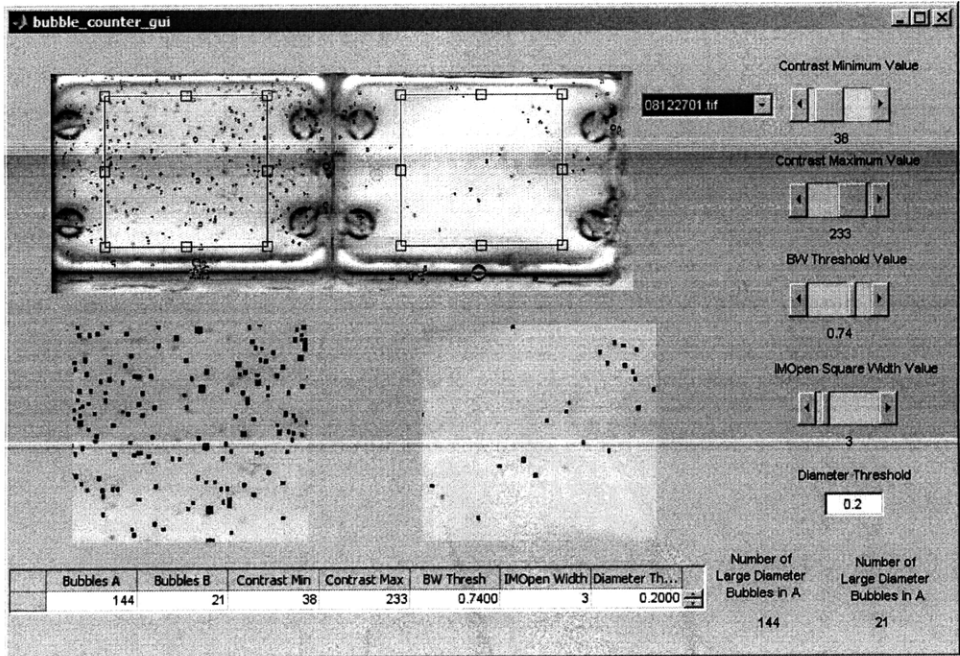 bubble_counter_gui
Contrast Minimum Value
08122701.tif
38
Contrast Maximum Value
233
BW Threshold Value
0.74
IMOpen Square Width Value
3
Diameter Threshold
0.2
Bubbles A Bubbles B Contrast Min Contrast Max BW Thresh IMOpen Width Diameter Th...
144 21 38 233 0.7400 3 0.2000
Number of
Large Diameter
Bubbles in A
144
Number of
Large Diameter
Bubbles in A
21